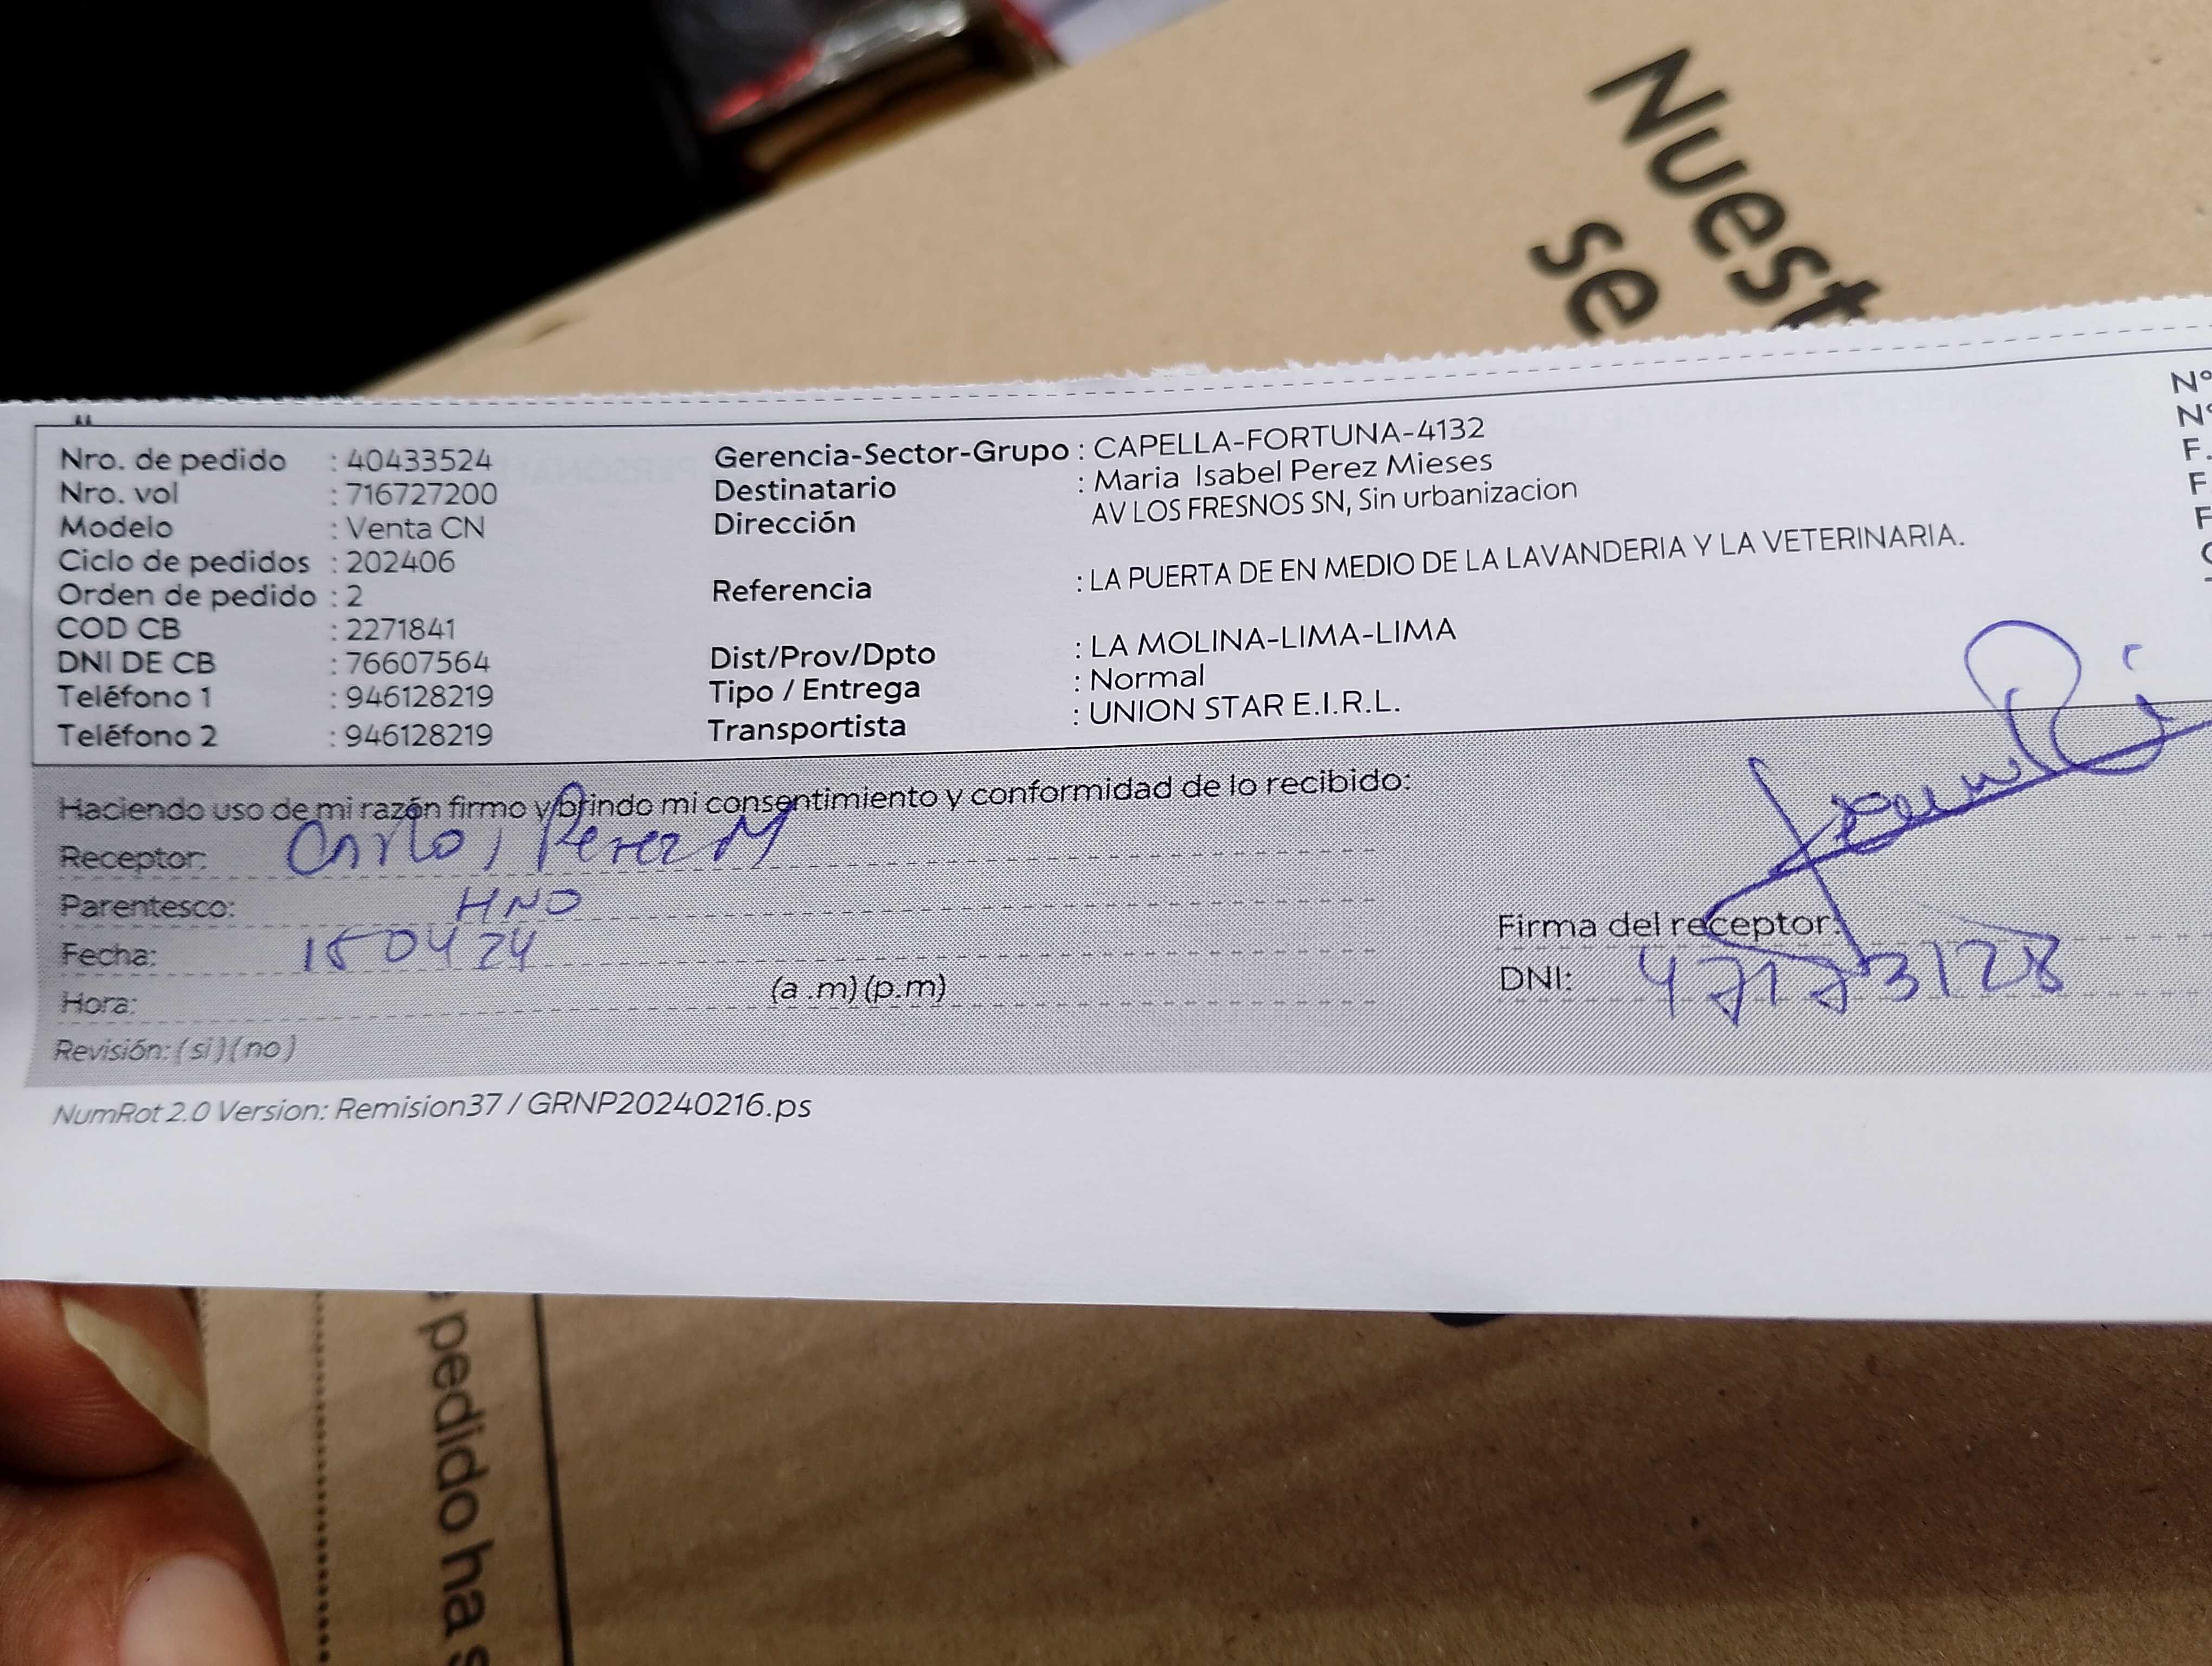 Nuest
se
Nro. de pedido : 40433524
Nro. vol : 716727200
Modelo : Venta CN
Ciclo de pedidos : 202406
Orden de pedido : 2
COD CB : 2271841
DNI DE CB : 76607564
Teléfono 1 : 946128219
Teléfono 2 : 946128219
Gerencia-Sector-Grupo : CAPELLA-FORTUNA-4132
Destinatario : Maria Isabel Perez Mieses
Dirección AV LOS FRESNOS SN, Sin urbanizacion
Referencia : LA PUERTA DE EN MEDIO DE LA LAVANDERIA Y LA VETERINARIA.
Dist/Prov/Dpto : LA MOLINA-LIMA-LIMA
Tipo / Entrega : Normal
Transportista : UNION STAR E.I.R.L.
Nº
Nº
F.
F.
F
Haciendo uso de mi razón firmo y brindo mi consentimiento y conformidad de lo recibido:
Receptor: Carlos Perez M
Parentesco: HNO
Fecha: 150424
Hora: (a .m) (p.m)
Revisión: (si) (no)
Firma del receptor:
DNI: 47173128
NumRot 2.0 Version: Remision37 / GRNP20240216.ps
pedido ha s